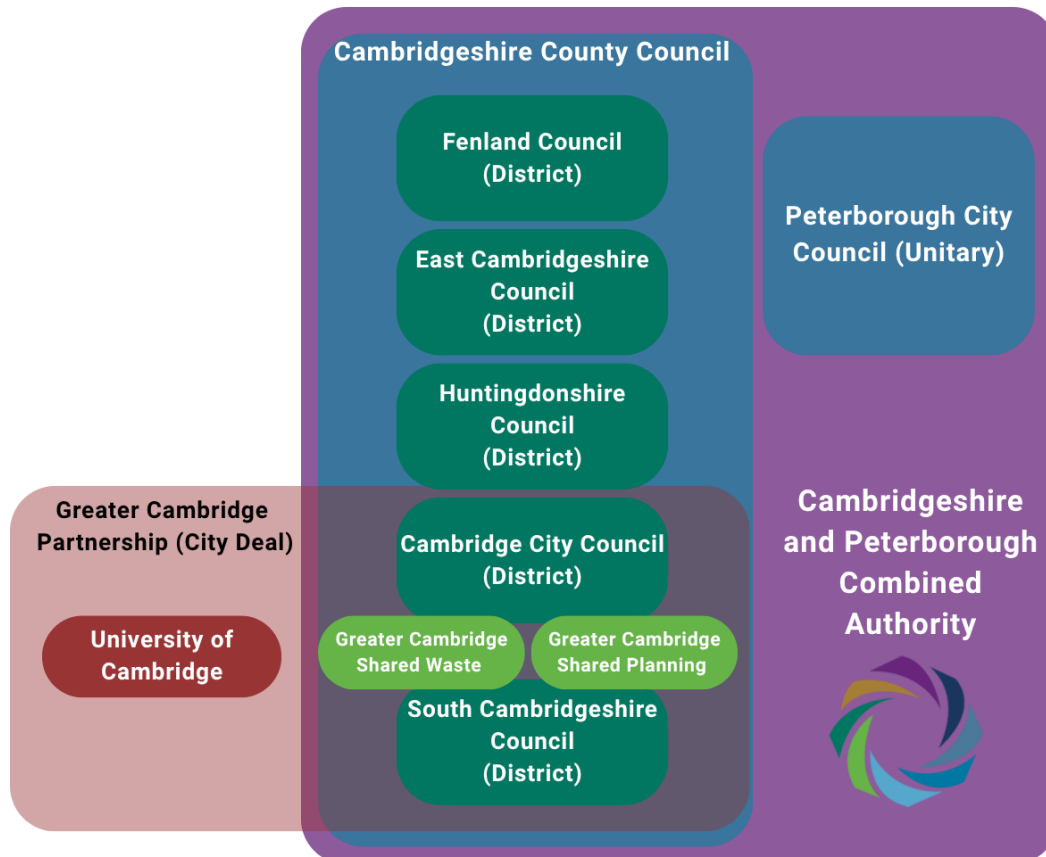 Cambridgeshire County Council
Fenland Council
(District)
East Cambridgeshire
Council
(District)
Huntingdonshire
Council
(District)
Cambridge City Council
(District)
Greater Cambridge
Shared Waste
Greater Cambridge
Shared Planning
South Cambridgeshire
Council
(District)
Peterborough City
Council (Unitary)
Cambridgeshire
and Peterborough
Combined
Authority
Greater Cambridge
Partnership (City Deal)
University of
Cambridge